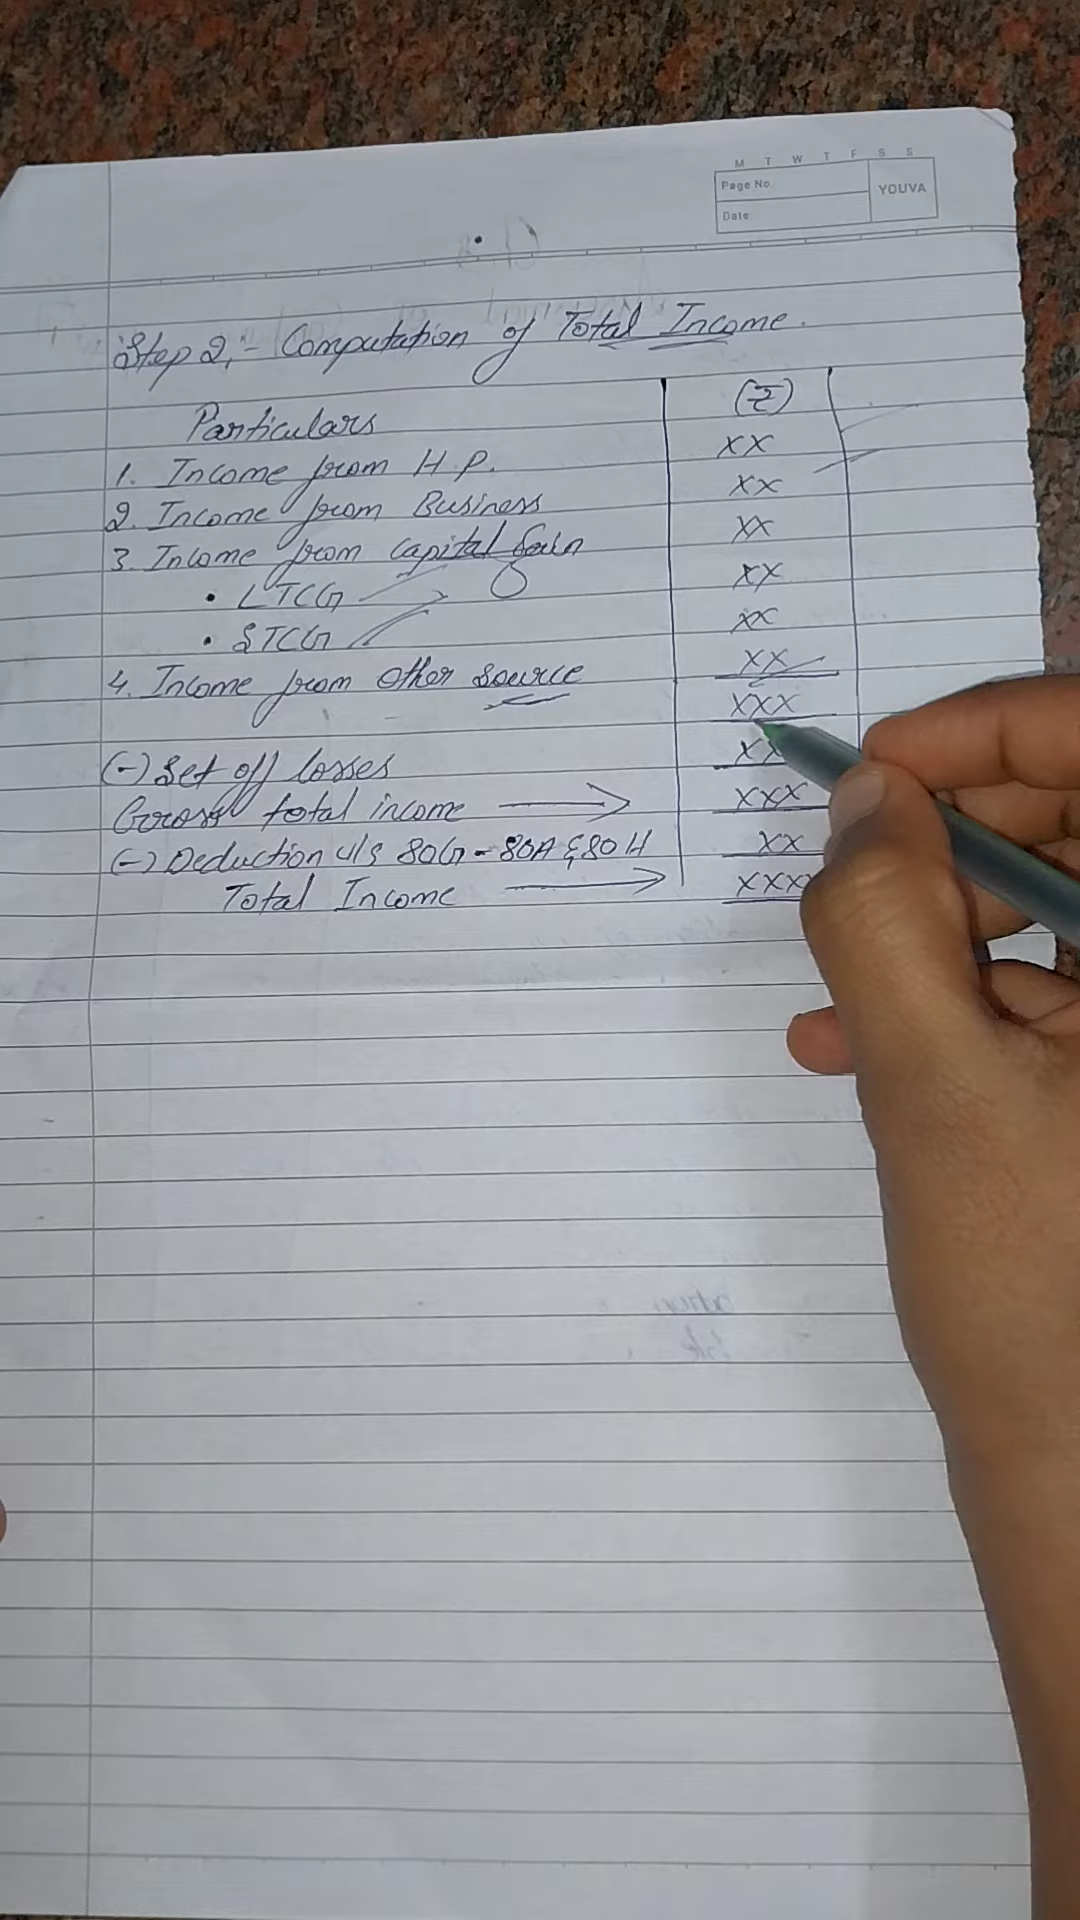 M T W T F S S
Page No. YOUVA
Date
Step 2:- Computation of Total Income.
Particulars (₹)
1. Income from H.P. XX
2. Income from Business XX
3. Income from Capital Gain XX
• LTCG XX
• STCG XX
4. Income from Other Source XX
XXX
(-) Set off losses XX
Gross total income → XXX
(-) Deduction u/s 80G - 80A & 80H XX
Total Income → XXXX